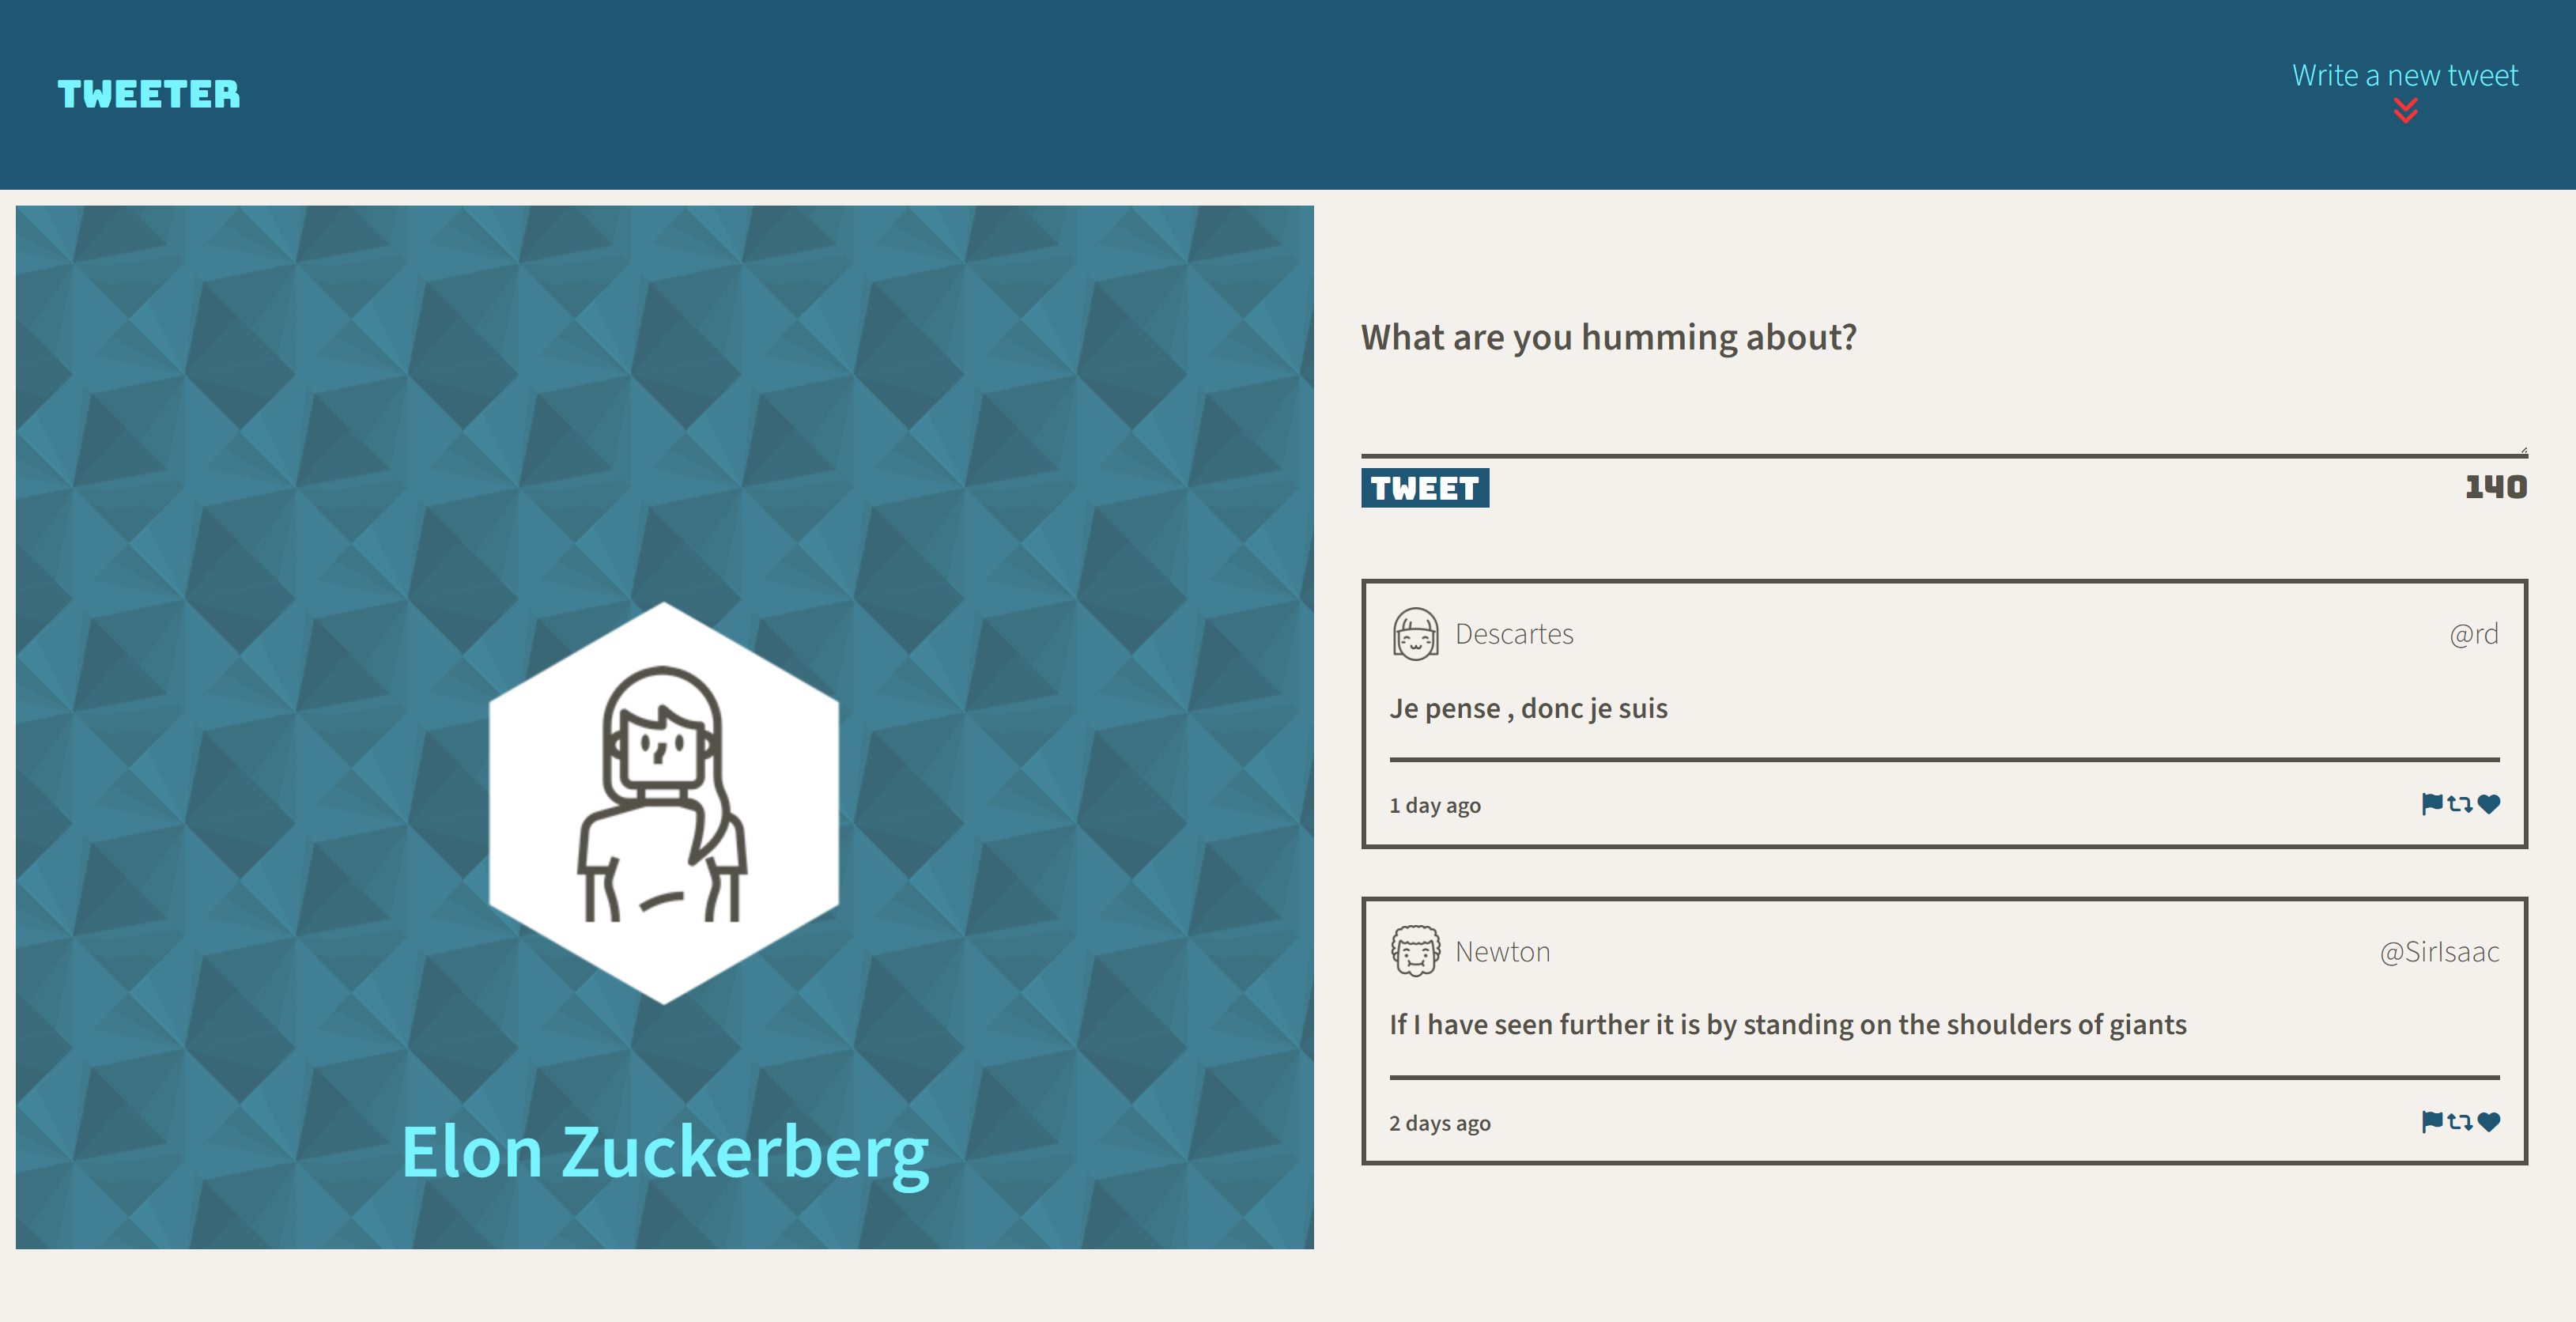 TWEETER
Write a new tweet
Elon Zuckerberg
What are you humming about?
TWEET
140
Descartes
@rd
Je pense , donc je suis
1 day ago
Newton
@SirIsaac
If I have seen further it is by standing on the shoulders of giants
2 days ago